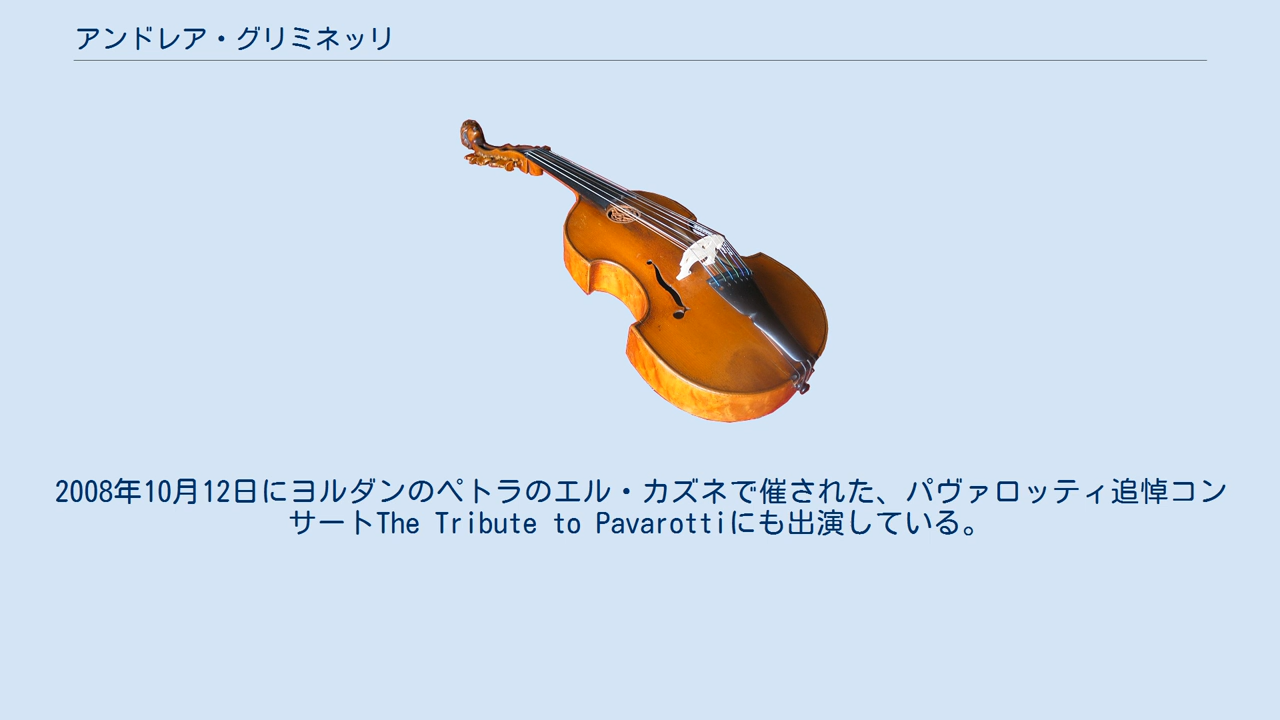 アンドレア・グリミネッリ
2008年10月12日にヨルダンのペトラのエル・カズネで催された、パヴァロッティ追悼コン
サートThe Tribute to Pavarottiにも出演している。